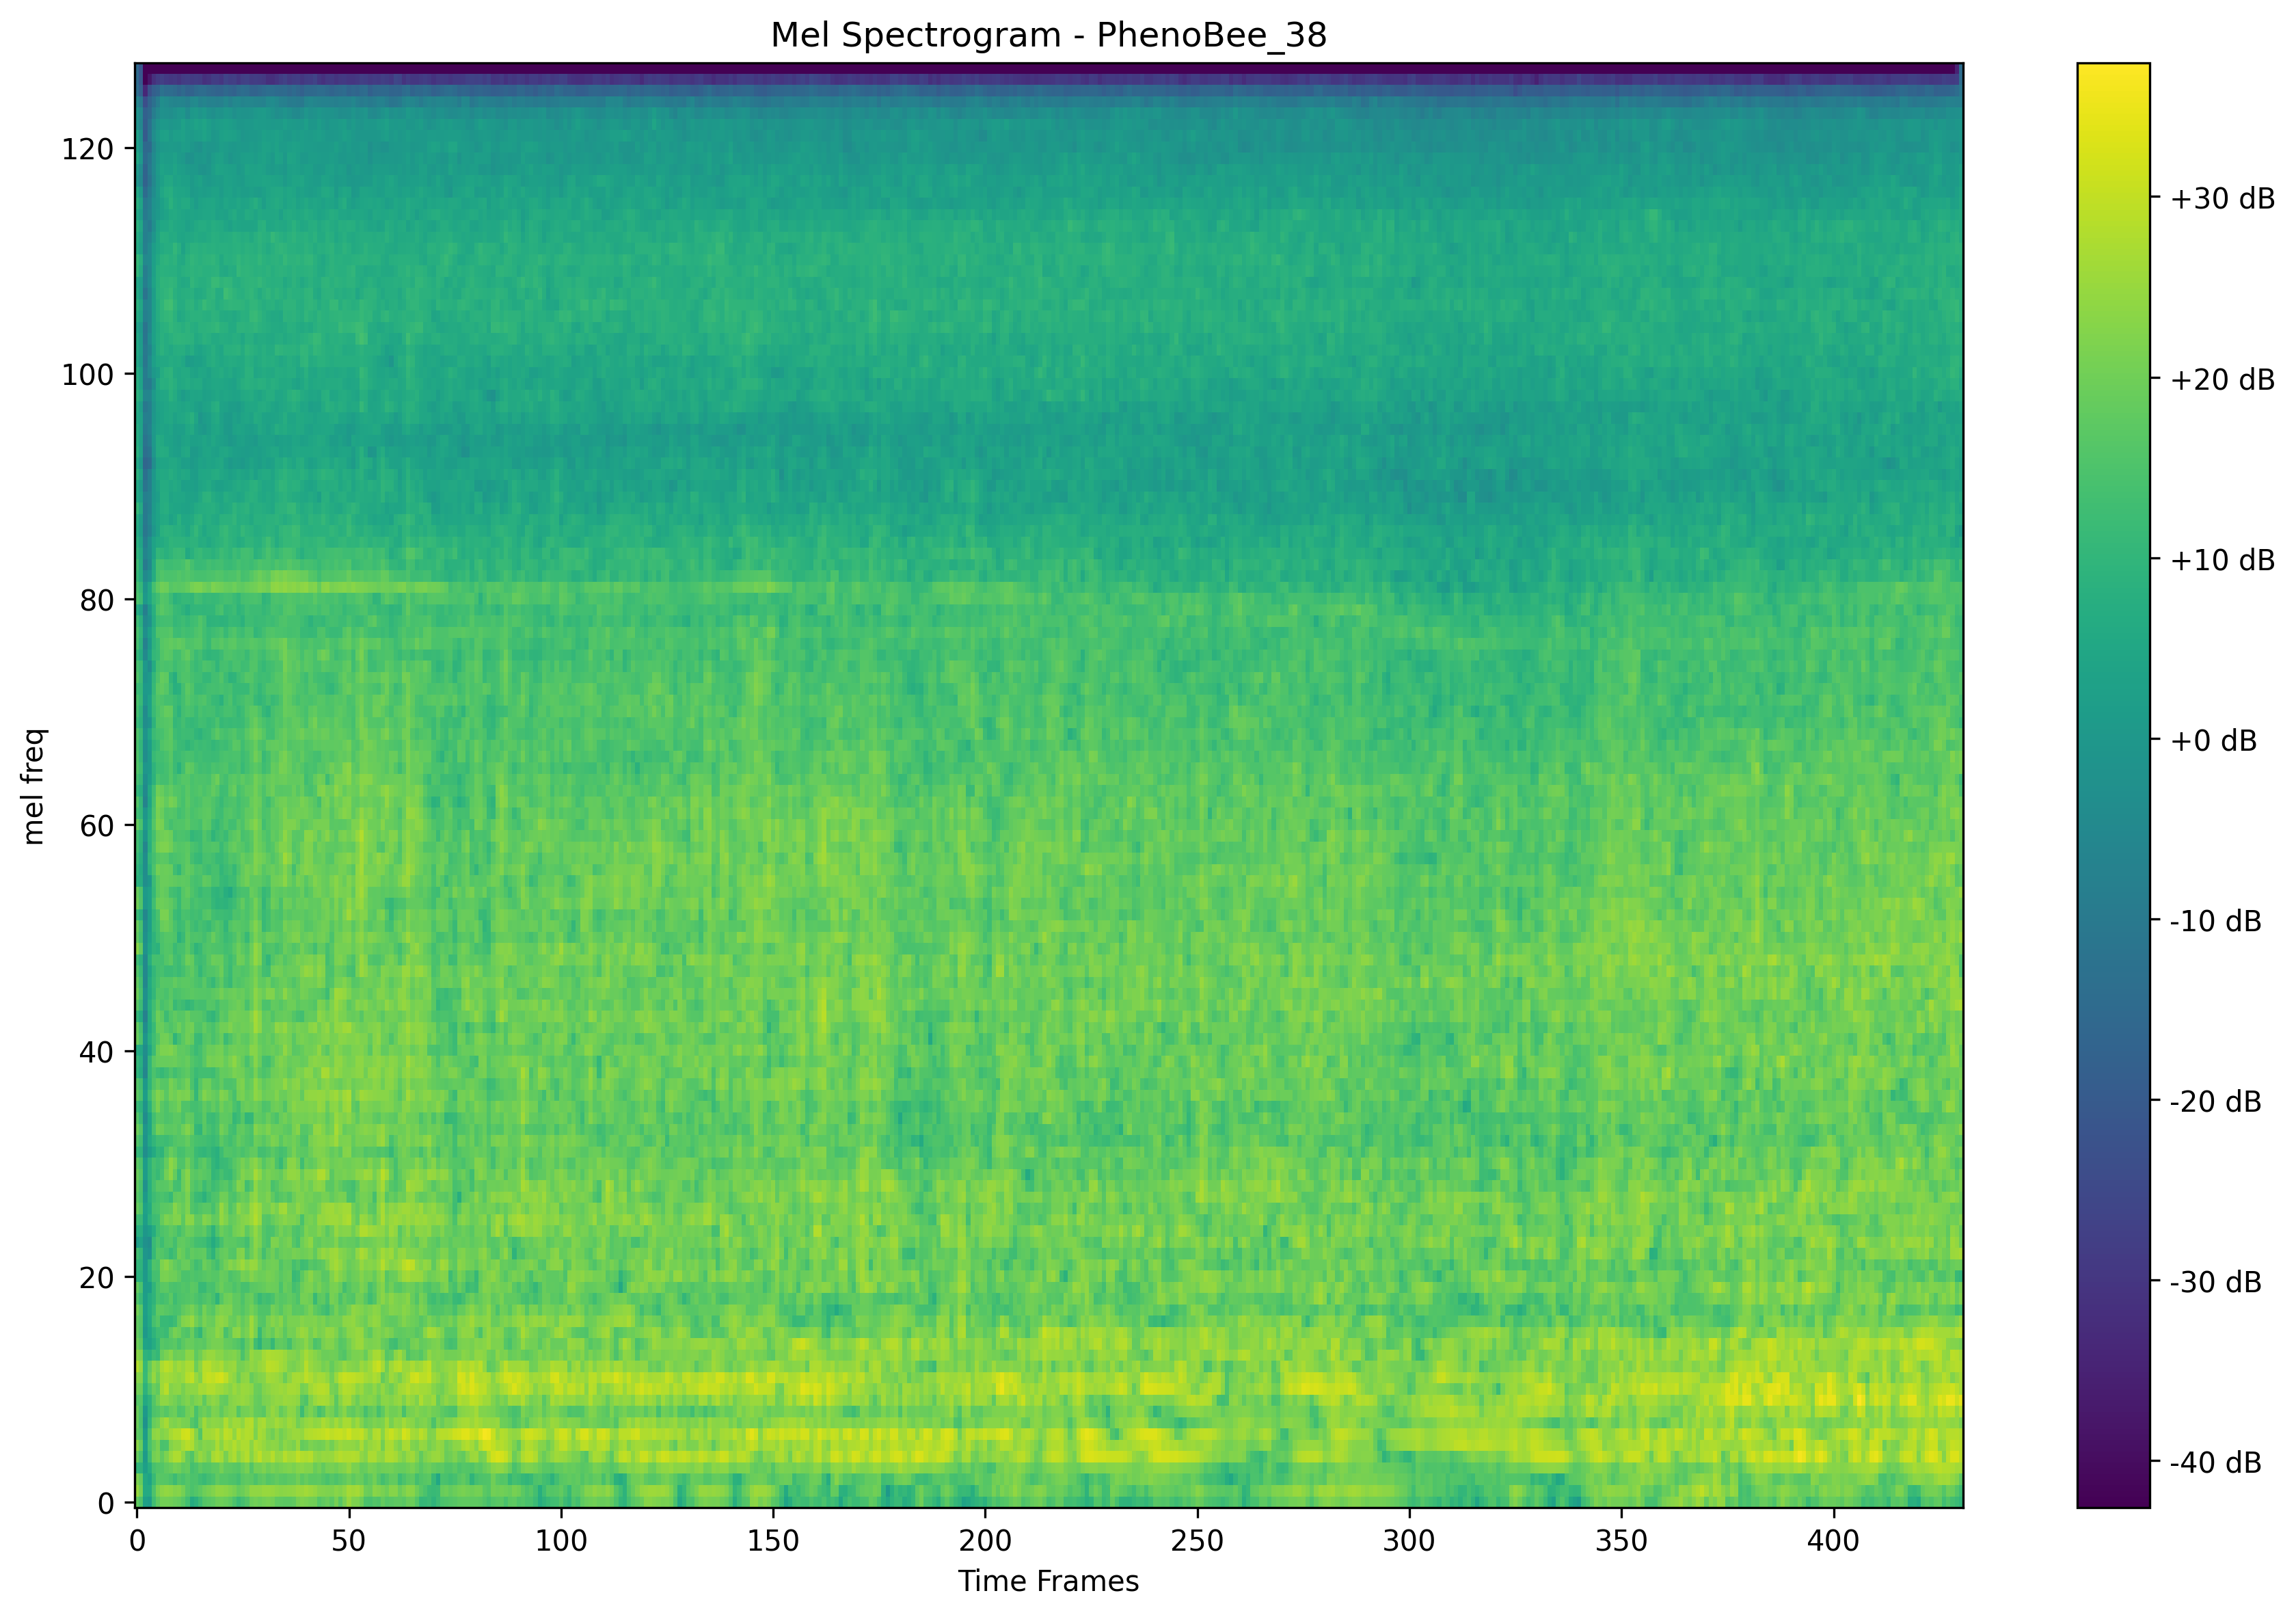 Mel Spectrogram - PhenoBee_38
mel freq
120
100
80
60
40
20
0
0 50 100 150 200 250 300 350 400
Time Frames
+30 dB
+20 dB
+10 dB
+0 dB
-10 dB
-20 dB
-30 dB
-40 dB